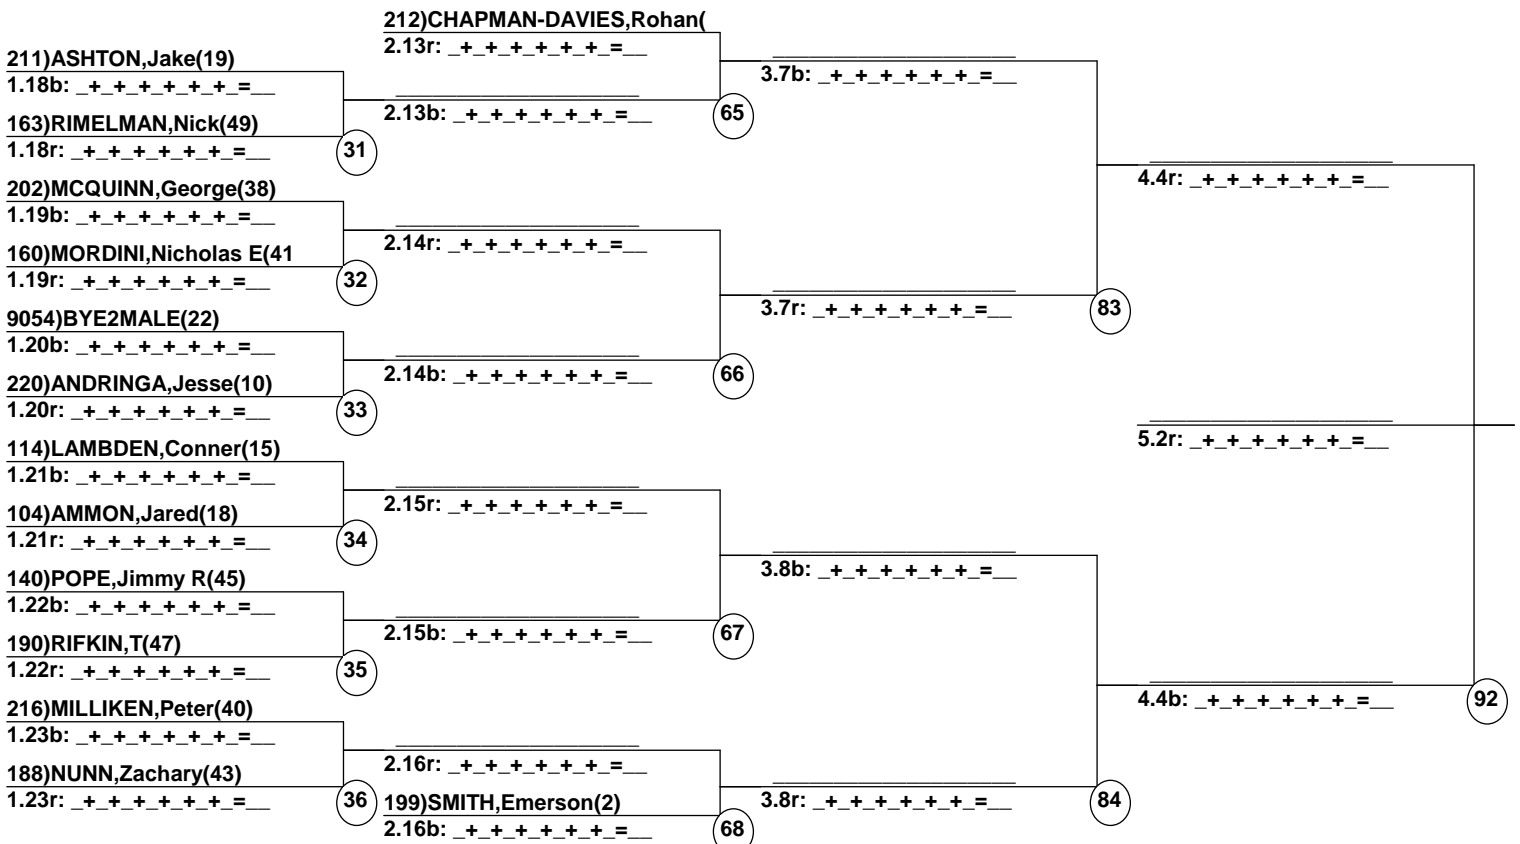 212)CHAPMAN-DAVIES,Rohan(
2.13r: _+_+_+_+_+_=__
211)ASHTON,Jake(19)
1.18b: _+_+_+_+_+_=__
163)RIMELMAN,Nick(49)
1.18r: _+_+_+_+_+_=__
31
2.13b: _+_+_+_+_+_=__
65
3.7b: _+_+_+_+_+_=__
202)MCQUINN,George(38)
1.19b: _+_+_+_+_+_=__
160)MORDINI,Nicholas E(41
1.19r: _+_+_+_+_+_=__
32
2.14r: _+_+_+_+_+_=__
9054)BYE2MALE(22)
1.20b: _+_+_+_+_+_=__
220)ANDRINGA,Jesse(10)
1.20r: _+_+_+_+_+_=__
33
2.14b: _+_+_+_+_+_=__
66
3.7r: _+_+_+_+_+_=__
83
4.4r: _+_+_+_+_+_=__
114)LAMBDEN,Conner(15)
1.21b: _+_+_+_+_+_=__
104)AMMON,Jared(18)
1.21r: _+_+_+_+_+_=__
34
2.15r: _+_+_+_+_+_=__
140)POPE,Jimmy R(45)
1.22b: _+_+_+_+_+_=__
190)RIFKIN,T(47)
1.22r: _+_+_+_+_+_=__
35
2.15b: _+_+_+_+_+_=__
67
3.8b: _+_+_+_+_+_=__
216)MILLIKEN,Peter(40)
1.23b: _+_+_+_+_+_=__
188)NUNN,Zachary(43)
1.23r: _+_+_+_+_+_=__
36
2.16r: _+_+_+_+_+_=__
199)SMITH,Emerson(2)
2.16b: _+_+_+_+_+_=__
68
3.8r: _+_+_+_+_+_=__
84
4.4b: _+_+_+_+_+_=__
92
5.2r: _+_+_+_+_+_=__